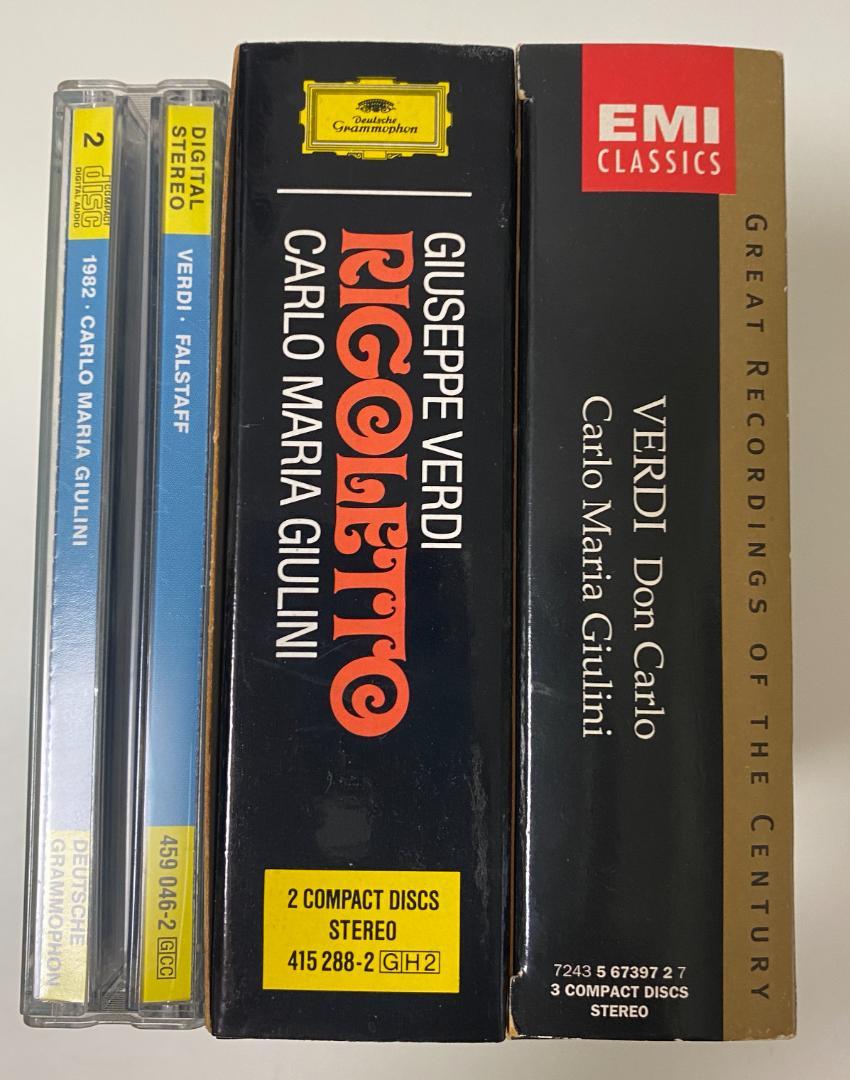 2
COMPACT
disc
DIGITAL AUDIO
1982 · CARLO MARIA GIULINI
DEUTSCHE
GRAMMOPHON
DIGITAL
STEREO
VERDI · FALSTAFF
459 046-2 GCC
Deutsche
Grammophon
GIUSEPPE VERDI
RIGOLETTO
CARLO MARIA GIULINI
2 COMPACT DISCS
STEREO
415 288-2 GH2
EMI
CLASSICS
VERDI Don Carlo
Carlo Maria Giulini
7243 5 67397 2 7
3 COMPACT DISCS
STEREO
GREAT RECORDINGS OF THE CENTURY